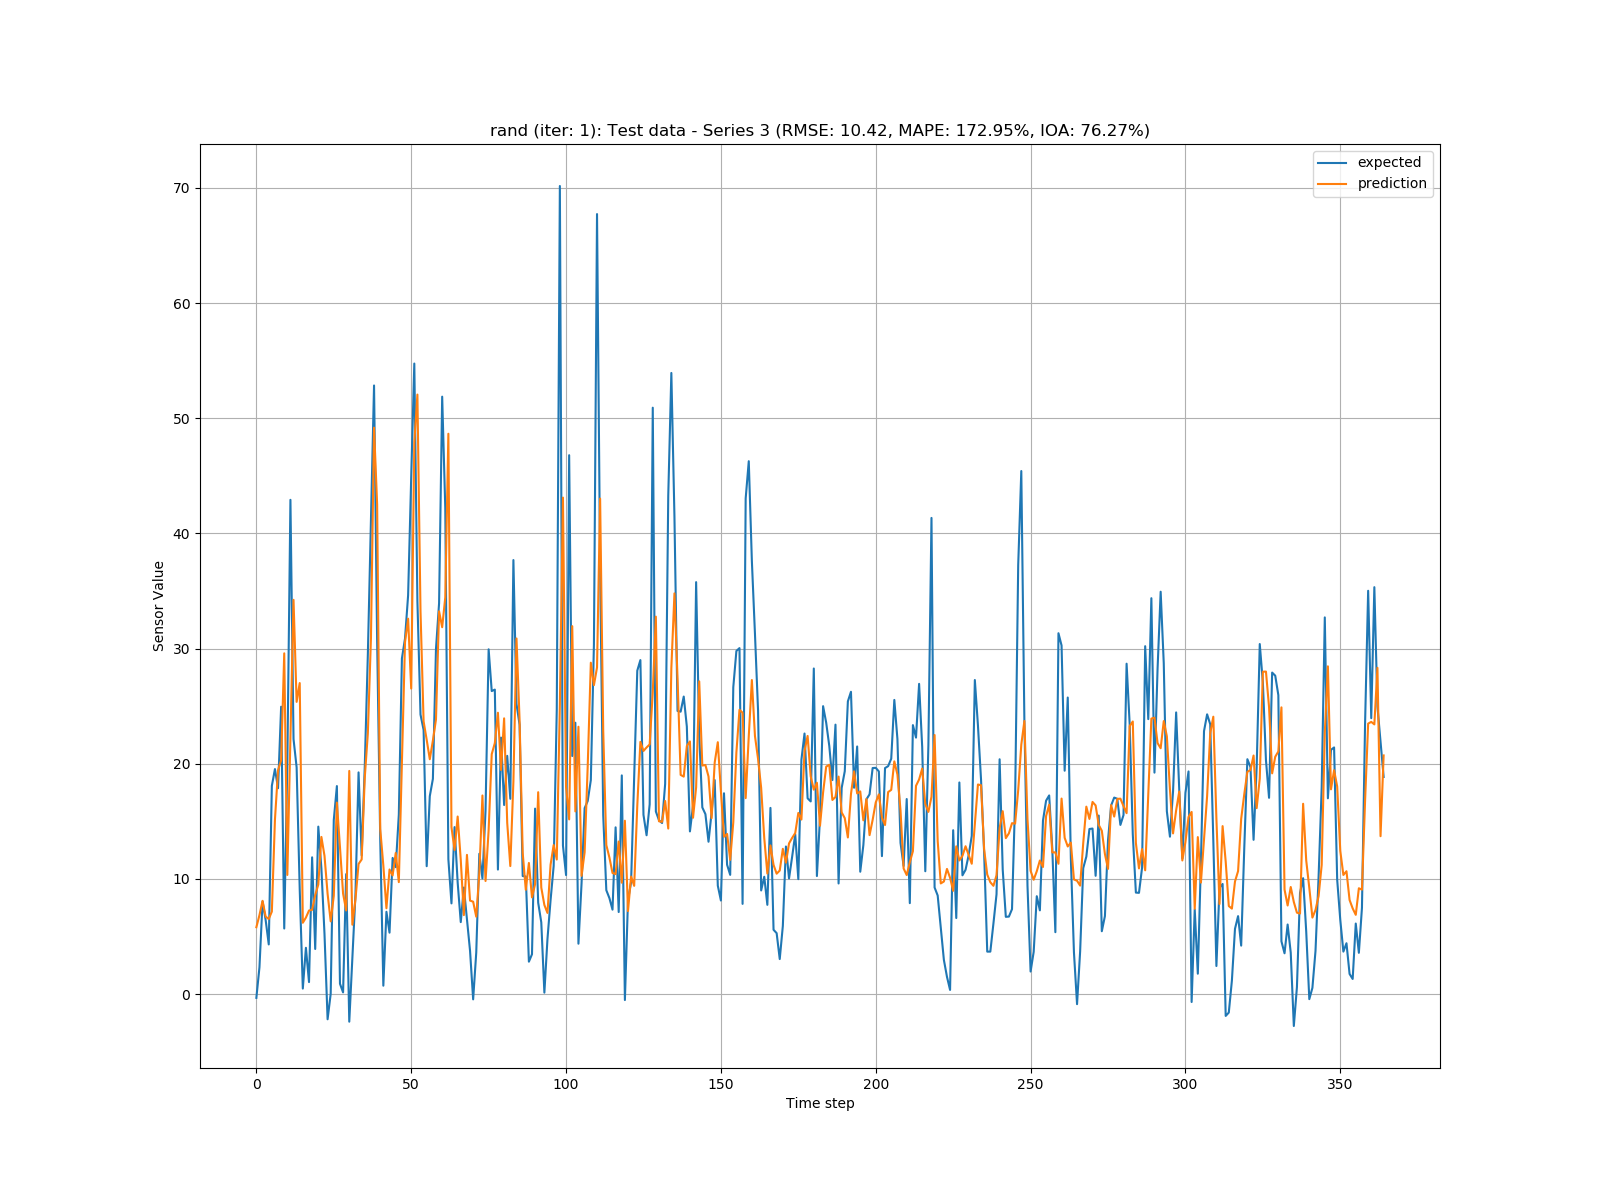 rand (iter: 1): Test data - Series 3 (RMSE: 10.42, MAPE: 172.95%, IOA: 76.27%)
expected
prediction
Sensor Value
70
60
50
40
30
20
10
0
0 50 100 150 200 250 300 350
Time step